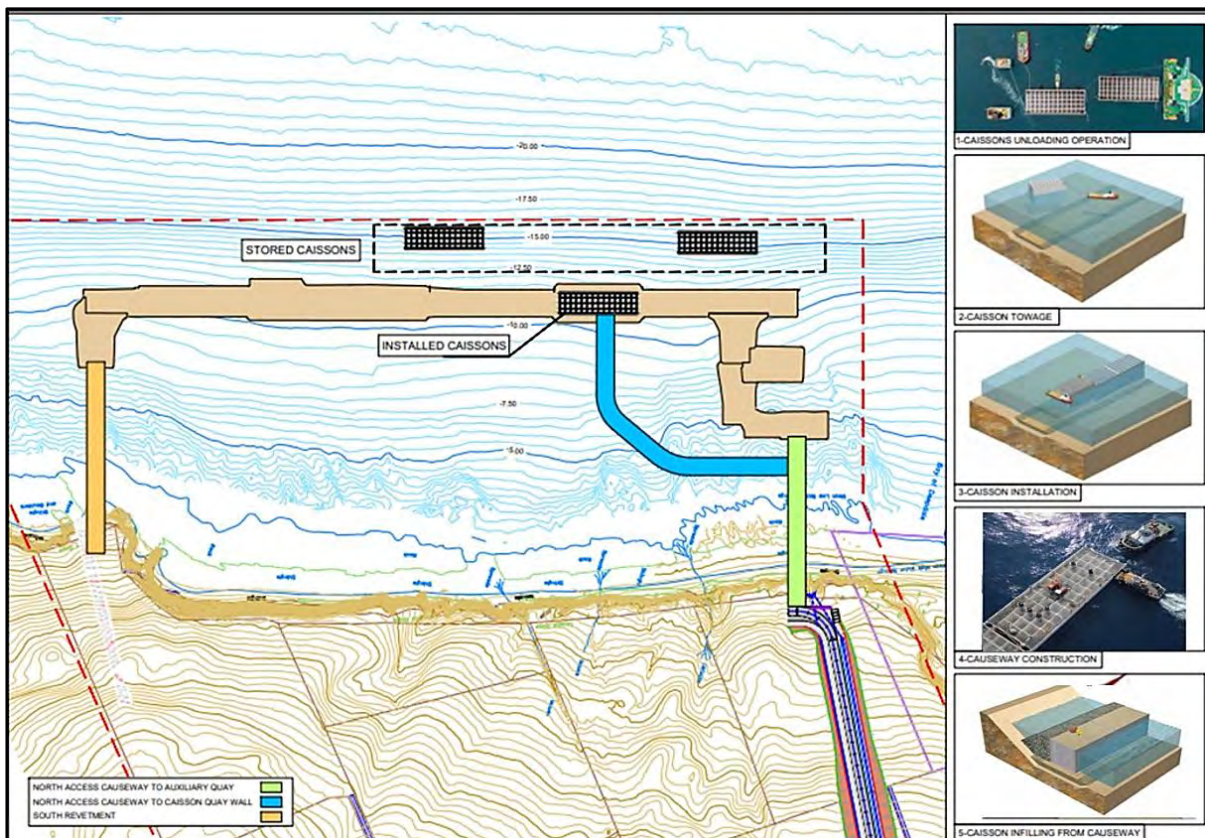 -20.00
-17.50
STORED CAISSONS
-15.00
-12.50
-10.00
INSTALLED CAISSONS
-7.50
-5.00
NORTH ACCESS CAUSEWAY TO AUXILIARY QUAY
NORTH ACCESS CAUSEWAY TO CAISSON QUAY WALL
SOUTH REVETMENT
1-CAISSONS UNLOADING OPERATION
2-CAISSON TOWAGE
3-CAISSON INSTALLATION
4-CAUSEWAY CONSTRUCTION
5-CAISSON INFILLING FROM CAUSEWAY